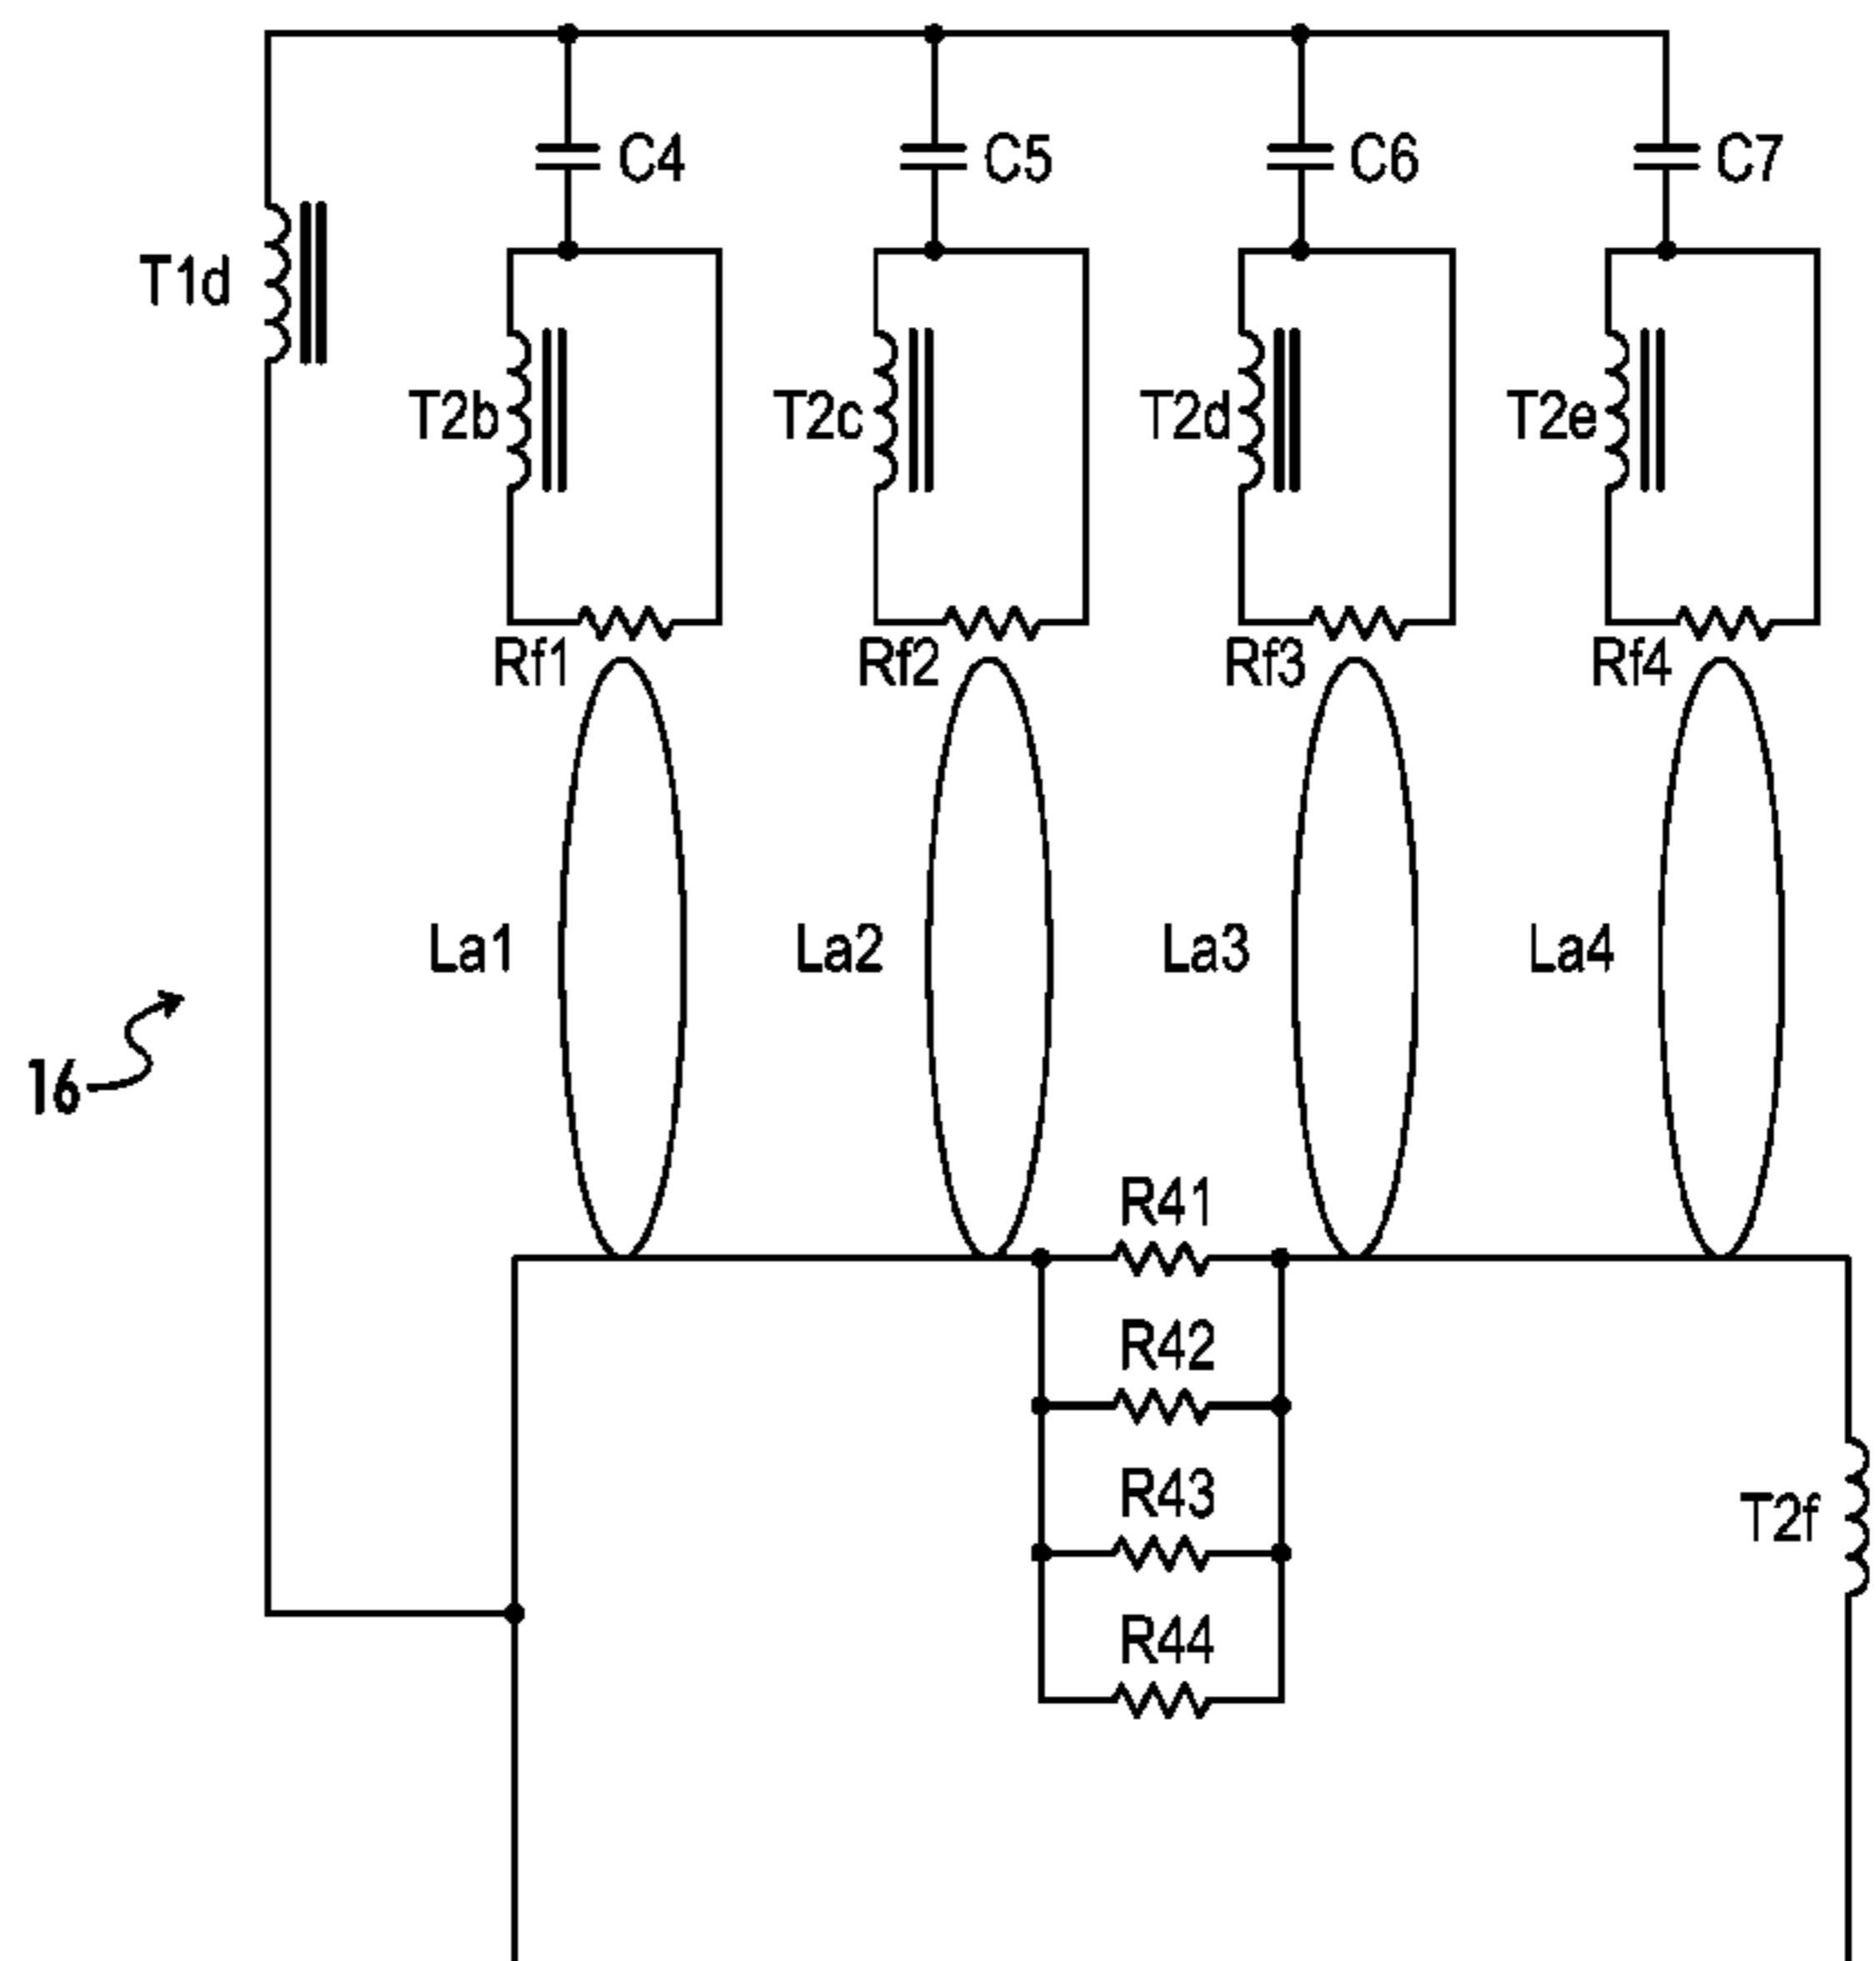 C4
C5
C6
C7
T1d
T2b
T2c
T2d
T2e
Rf1
Rf2
Rf3
Rf4
La1
La2
La3
La4
16
R41
R42
R43
T2f
R44